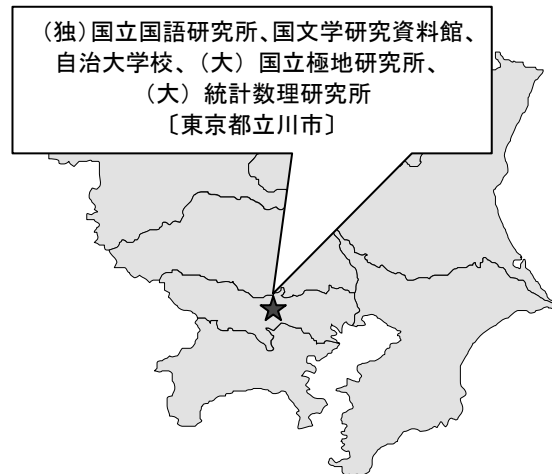 （独）国立国語研究所、国文学研究資料館、
自治大学校、（大）国立極地研究所、
（大）統計数理研究所
〔東京都立川市〕